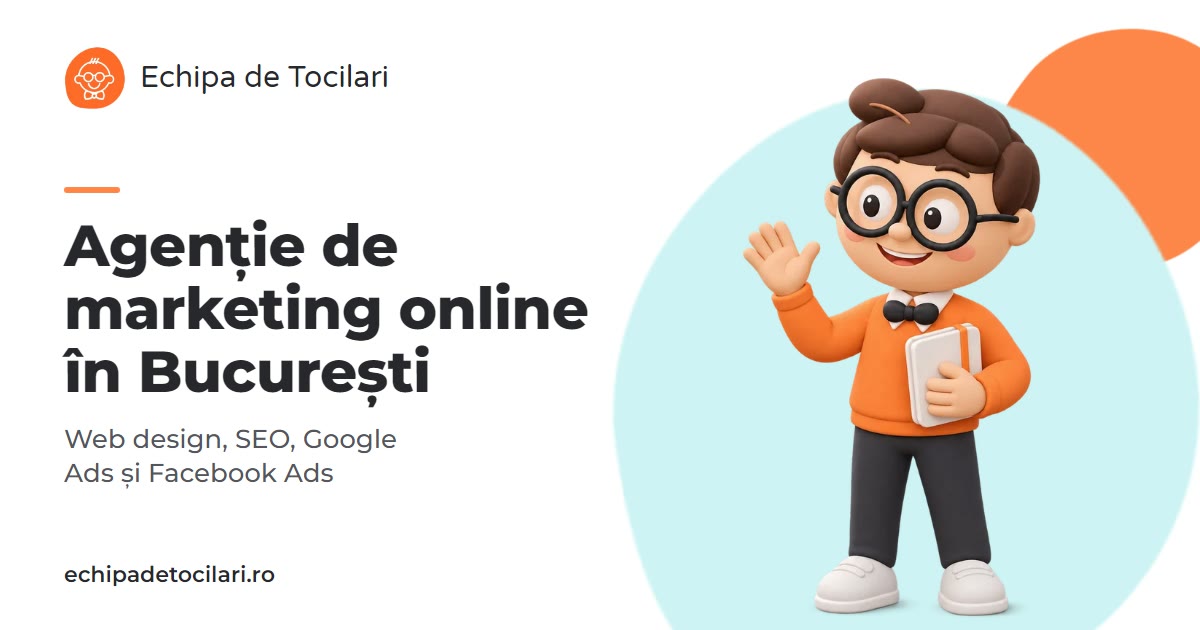 Echipa de Tocilari
Agenție de
marketing online
în București
Web design, SEO, Google
Ads și Facebook Ads
echipadetocilari.ro